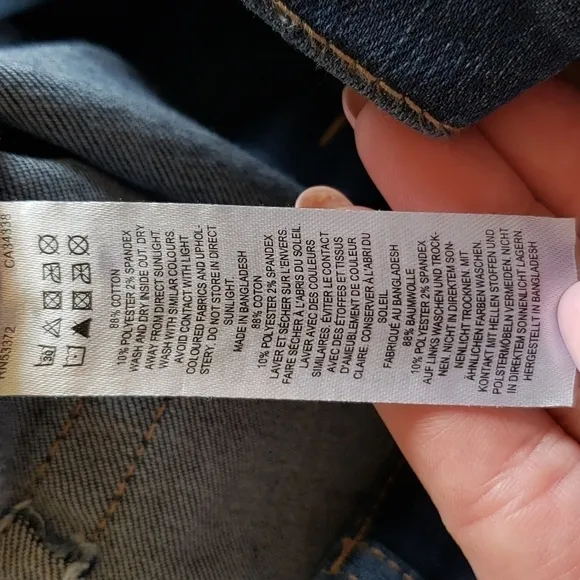 RN83372 CA34338
88% COTTON
10% POLYESTER 2% SPANDEX
WASH AND DRY INSIDE OUT. DRY
AWAY FROM DIRECT SUNLIGHT.
WASH WITH SIMILAR COLOURS.
AVOID CONTACT WITH LIGHT
COLOURED FABRICS AND UPHOL-
STERY. DO NOT STORE IN DIRECT
SUNLIGHT.
MADE IN BANGLADESH
88% COTON
10% POLYESTER 2% SPANDEX
LAVER ET SÉCHER SUR L'ENVERS.
FAIRE SÉCHER À L'ABRIS DU SOLEIL
LAVER AVEC DES COULEURS
SIMILAIRES. ÉVITER LE CONTACT
AVEC DES ÉTOFFES ET TISSUS
D'AMEUBLEMENT DE COULEUR
CLAIRE. CONSERVER À L'ABRI DU
SOLEIL.
FABRIQUÉ AU BANGLADESH
88% BAUMWOLLE
10% POLYESTER 2% SPANDEX
AUF LINKS WASCHEN UND TROCK-
NEN. NICHT IN DIREKTEM SON-
NENLICHT TROCKNEN. MIT
ÄHNLICHEN FARBEN WASCHEN.
KONTAKT MIT HELLEN STOFFEN UND
POLSTERMÖBELN VERMEIDEN. NICHT
IN DIREKTEM SONNENLICHT LAGERN.
HERGESTELLT IN BANGLADESH